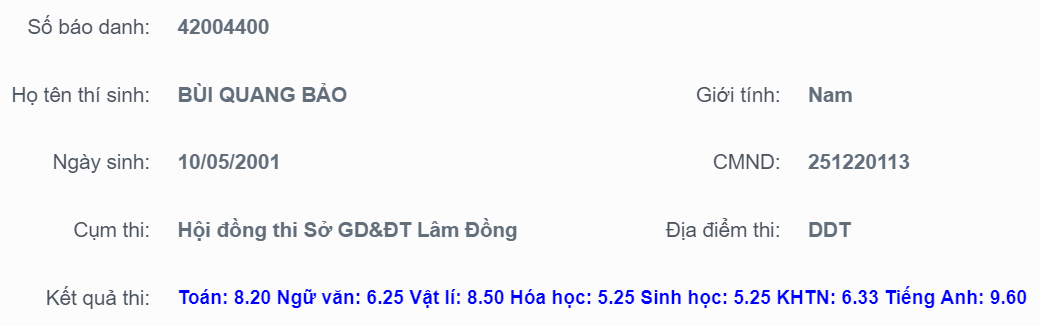 Số báo danh: 42004400
Họ tên thí sinh: BÙI QUANG BẢO Giới tính: Nam
Ngày sinh: 10/05/2001 CMND: 251220113
Cụm thi: Hội đồng thi Sở GD&ĐT Lâm Đồng Địa điểm thi: DDT
Kết quả thi: Toán: 8.20 Ngữ văn: 6.25 Vật lí: 8.50 Hóa học: 5.25 Sinh học: 5.25 KHTN: 6.33 Tiếng Anh: 9.60